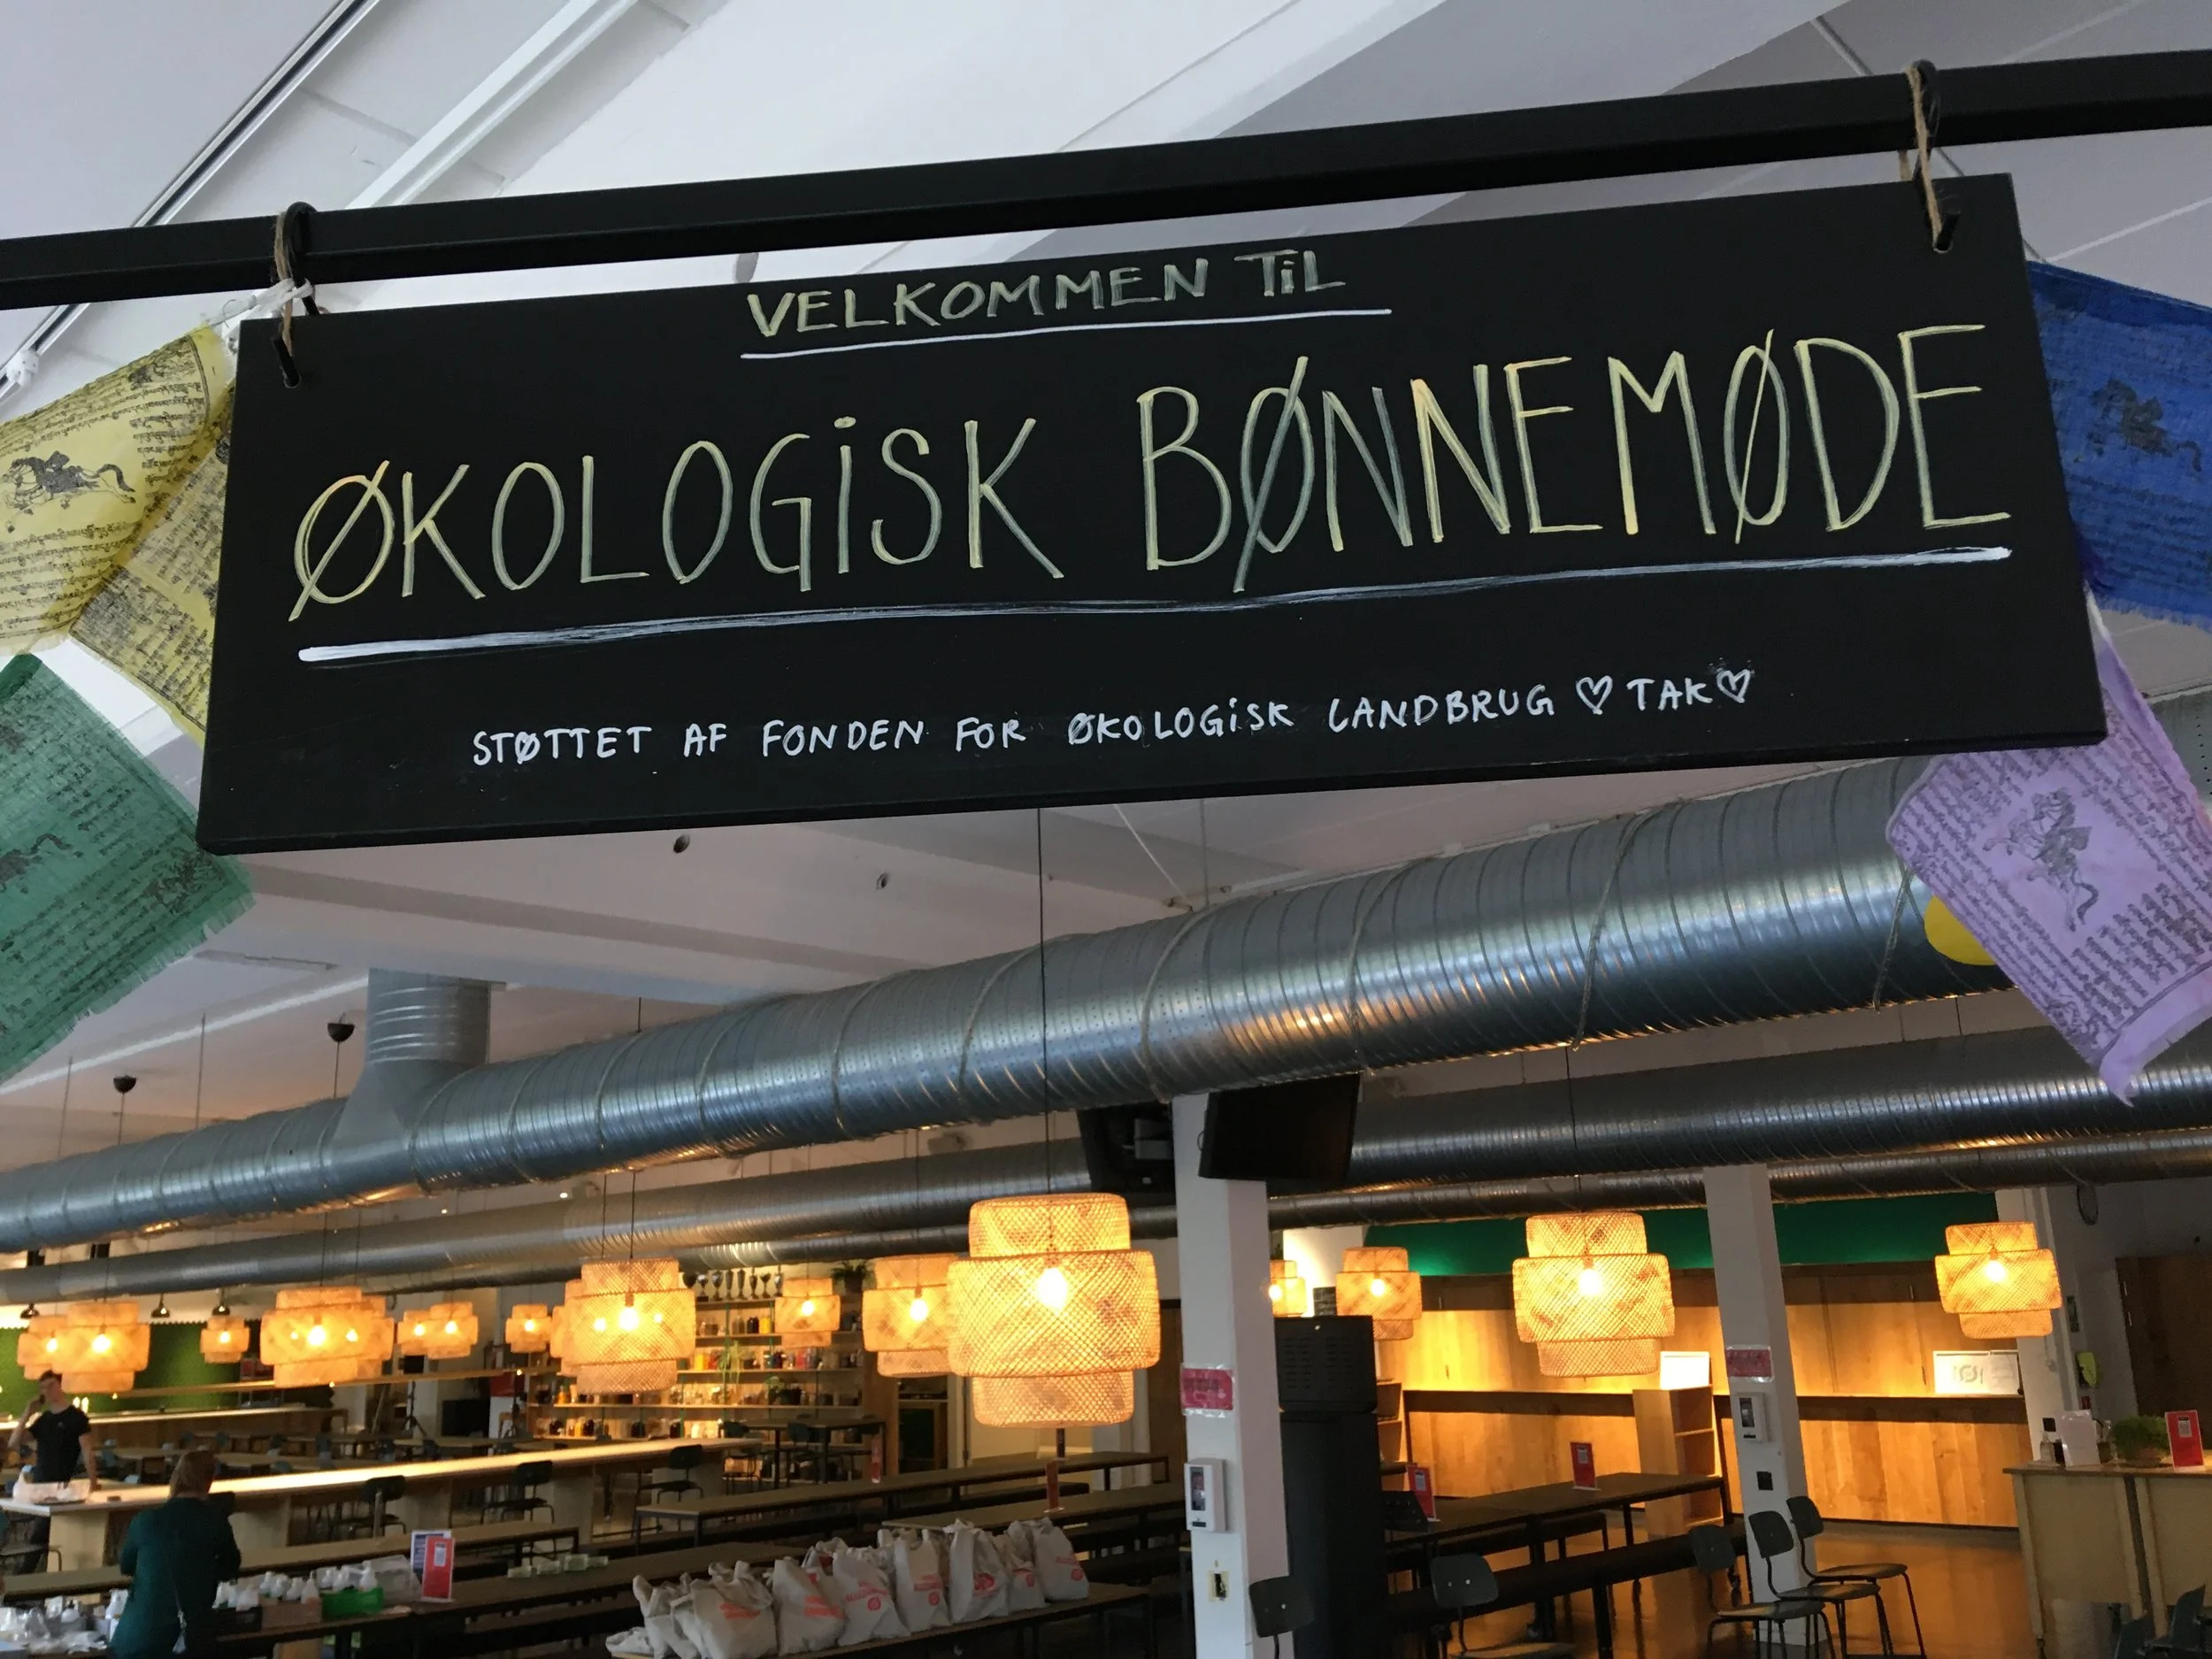 VELKOMMEN TiL
ØKOLOGiSK BØNNEMØDE
STØTTET AF FONDEN FOR ØKOLOGiSK LANDBRUG ♡ TAK ♡